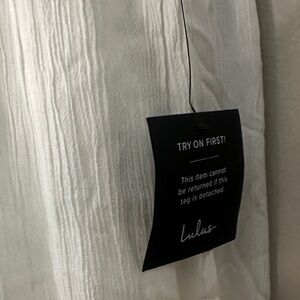 TRY ON FIRST!
This item cannot
be returned if this
tag is detached.
Lulus